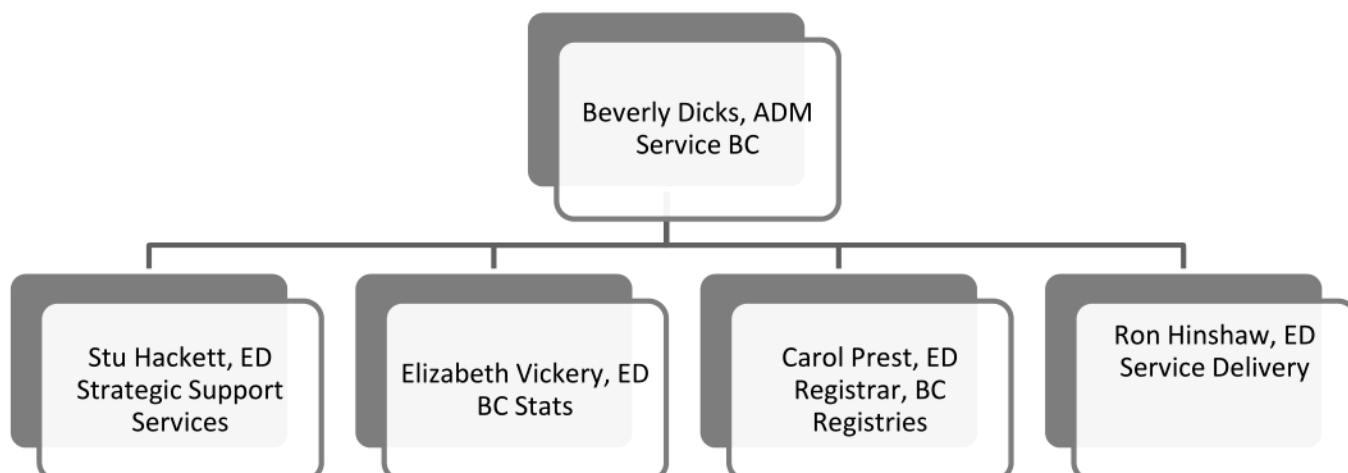 Beverly Dicks, ADM
Service BC
Stu Hackett, ED
Strategic Support
Services
Elizabeth Vickery, ED
BC Stats
Carol Prest, ED
Registrar, BC
Registries
Ron Hinshaw, ED
Service Delivery